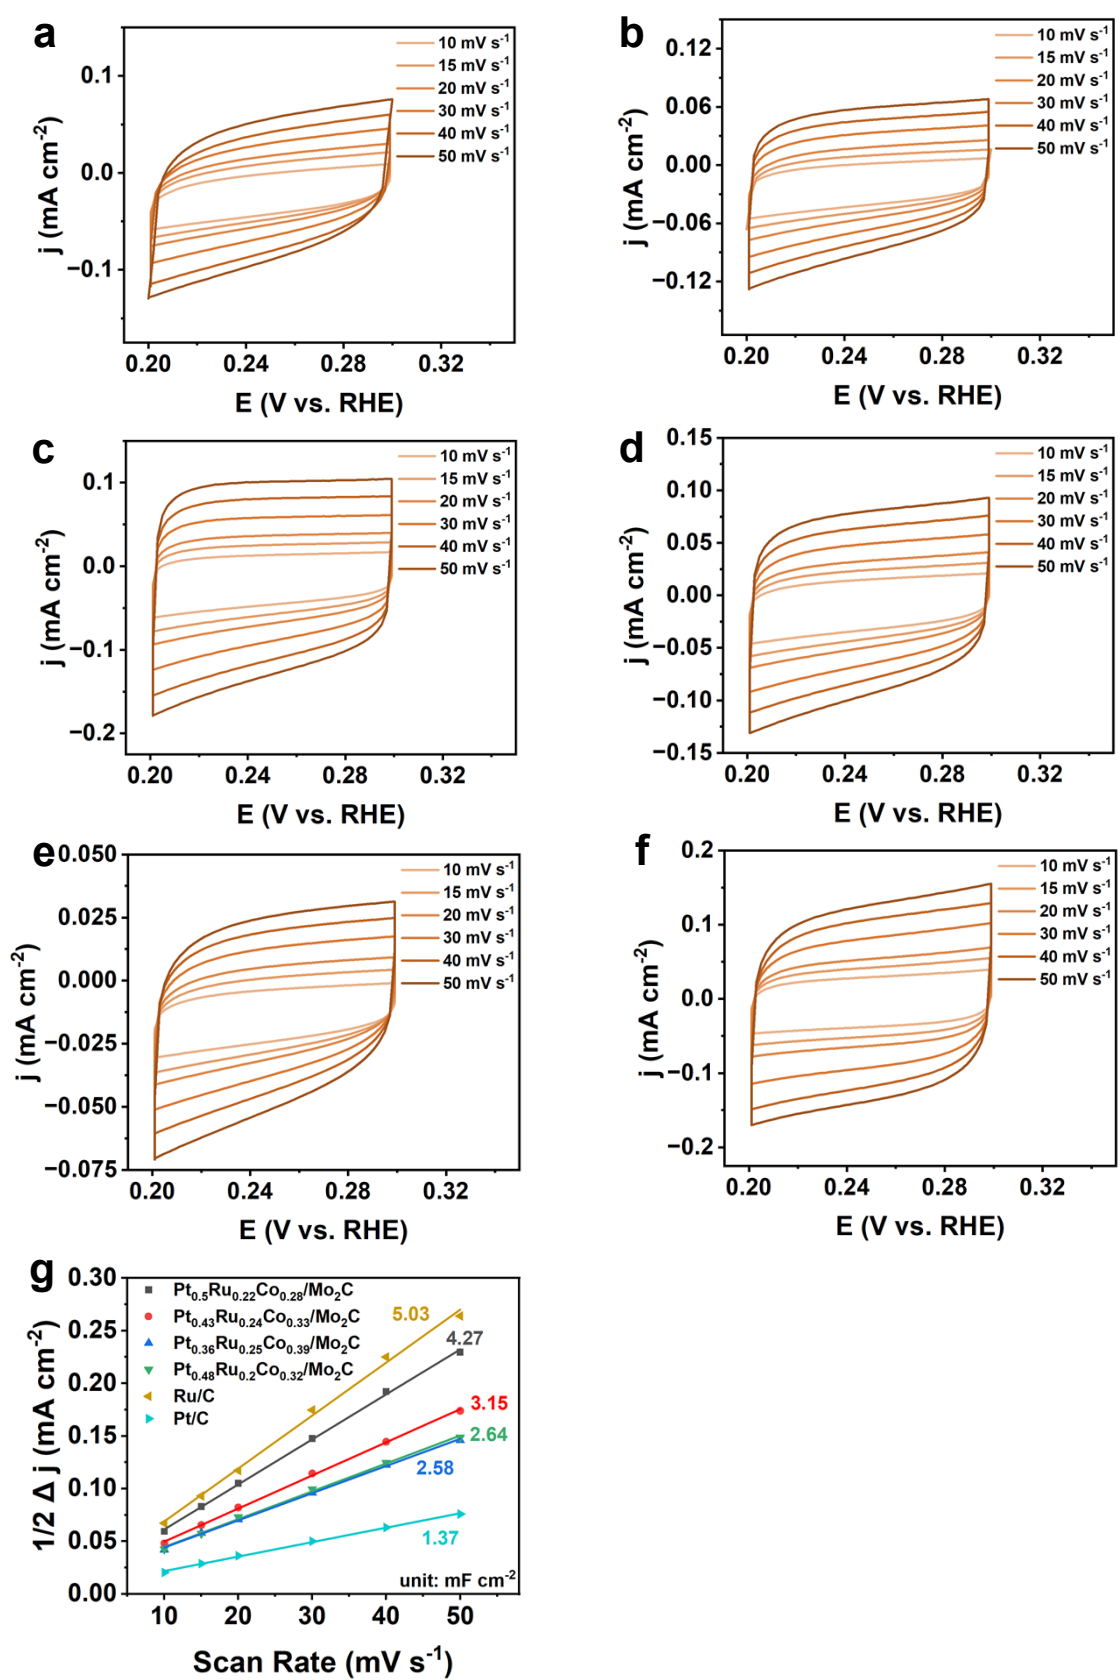 a
10 mV s⁻¹
15 mV s⁻¹
20 mV s⁻¹
30 mV s⁻¹
40 mV s⁻¹
50 mV s⁻¹
0.1
0.0
−0.1
j (mA cm⁻²)
0.20 0.24 0.28 0.32
E (V vs. RHE)
b
10 mV s⁻¹
15 mV s⁻¹
20 mV s⁻¹
30 mV s⁻¹
40 mV s⁻¹
50 mV s⁻¹
0.12
0.06
0.00
−0.06
−0.12
j (mA cm⁻²)
0.20 0.24 0.28 0.32
E (V vs. RHE)
c
10 mV s⁻¹
15 mV s⁻¹
20 mV s⁻¹
30 mV s⁻¹
40 mV s⁻¹
50 mV s⁻¹
0.1
0.0
−0.1
−0.2
j (mA cm⁻²)
0.20 0.24 0.28 0.32
E (V vs. RHE)
d
10 mV s⁻¹
15 mV s⁻¹
20 mV s⁻¹
30 mV s⁻¹
40 mV s⁻¹
50 mV s⁻¹
0.15
0.10
0.05
0.00
−0.05
−0.10
−0.15
j (mA cm⁻²)
0.20 0.24 0.28 0.32
E (V vs. RHE)
e
10 mV s⁻¹
15 mV s⁻¹
20 mV s⁻¹
30 mV s⁻¹
40 mV s⁻¹
50 mV s⁻¹
0.050
0.025
0.000
−0.025
−0.050
−0.075
j (mA cm⁻²)
0.20 0.24 0.28 0.32
E (V vs. RHE)
f
10 mV s⁻¹
15 mV s⁻¹
20 mV s⁻¹
30 mV s⁻¹
40 mV s⁻¹
50 mV s⁻¹
0.2
0.1
0.0
−0.1
−0.2
j (mA cm⁻²)
0.20 0.24 0.28 0.32
E (V vs. RHE)
g
Pt₀.₅Ru₀.₂₂Co₀.₂₈/Mo₂C
Pt₀.₄₃Ru₀.₂₄Co₀.₃₃/Mo₂C
Pt₀.₃₆Ru₀.₂₅Co₀.₃₉/Mo₂C
Pt₀.₄₈Ru₀.₂Co₀.₃₂/Mo₂C
Ru/C
Pt/C
5.03
4.27
3.15
2.64
2.58
1.37
unit: mF cm⁻²
0.30
0.25
0.20
0.15
0.10
0.05
0.00
1/2 Δ j (mA cm⁻²)
10 20 30 40 50
Scan Rate (mV s⁻¹)